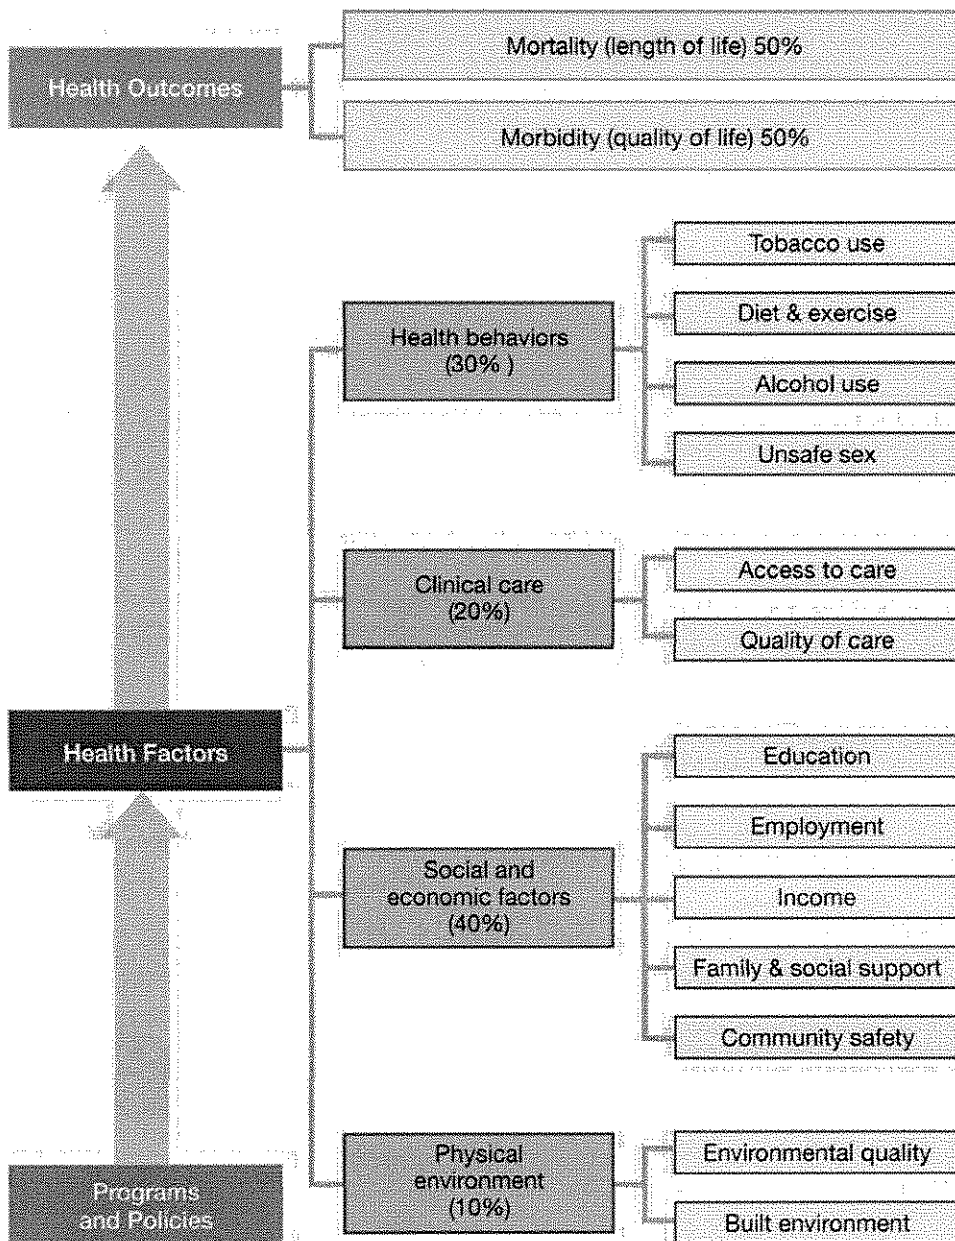 Health Outcomes
Mortality (length of life) 50%
Morbidity (quality of life) 50%
Health behaviors
(30% )
Tobacco use
Diet & exercise
Alcohol use
Unsafe sex
Clinical care
(20%)
Access to care
Quality of care
Health Factors
Social and
economic factors
(40%)
Education
Employment
Income
Family & social support
Community safety
Physical
environment
(10%)
Environmental quality
Built environment
Programs
and Policies